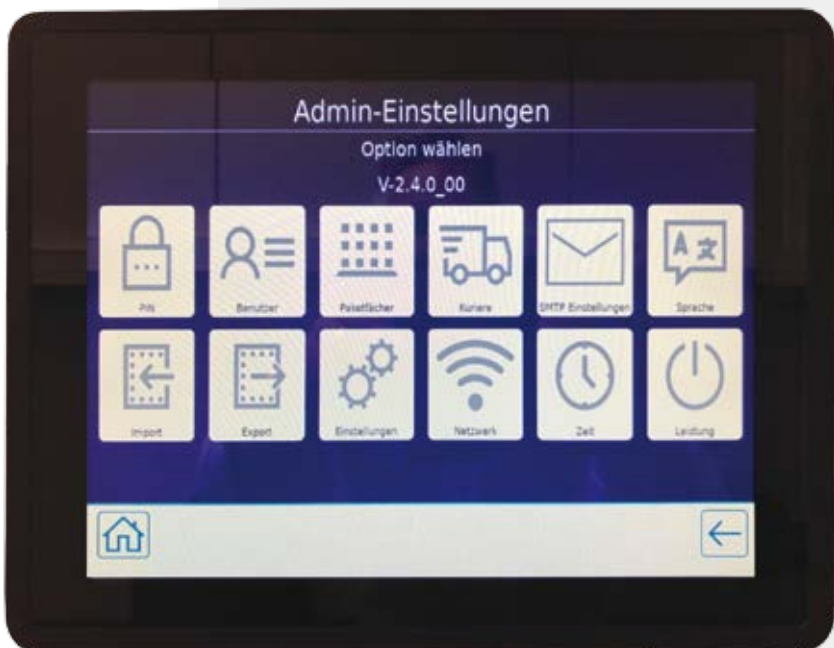 Admin-Einstellungen
Option wählen
V-2.4.0_00
PIN Benutzer Paketfächer Kuriere SMTP Einstellungen Sprache
Import Export Einstellungen Netzwerk Zeit Leistung